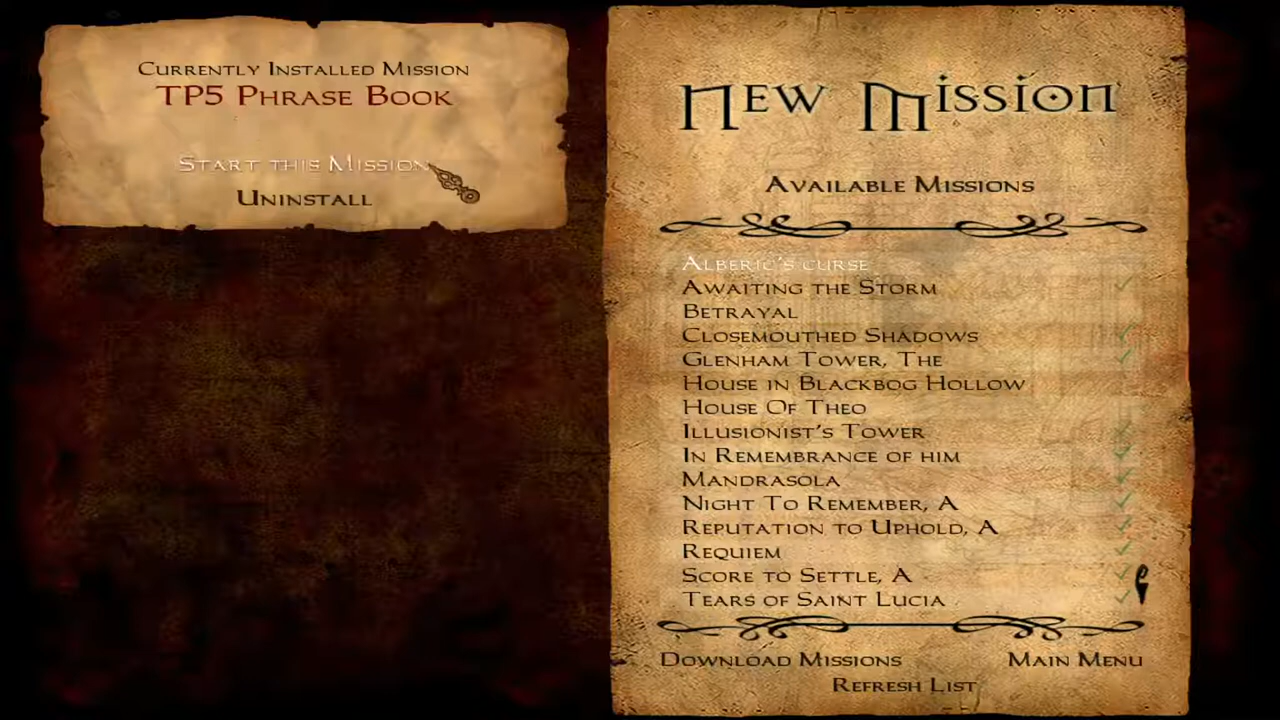 Currently Installed Mission
TP5 Phrase Book
Start this Mission
Uninstall
New Mission
Available Missions
Alberic's curse
Awaiting the Storm
Betrayal
Closemouthed Shadows
Glenham Tower, The
House in Blackbog Hollow
House Of Theo
Illusionist's Tower
In Remembrance of him
Mandrasola
Night To Remember, A
Reputation to Uphold, A
Requiem
Score to Settle, A
Tears of Saint Lucia
Download Missions
Main Menu
Refresh List